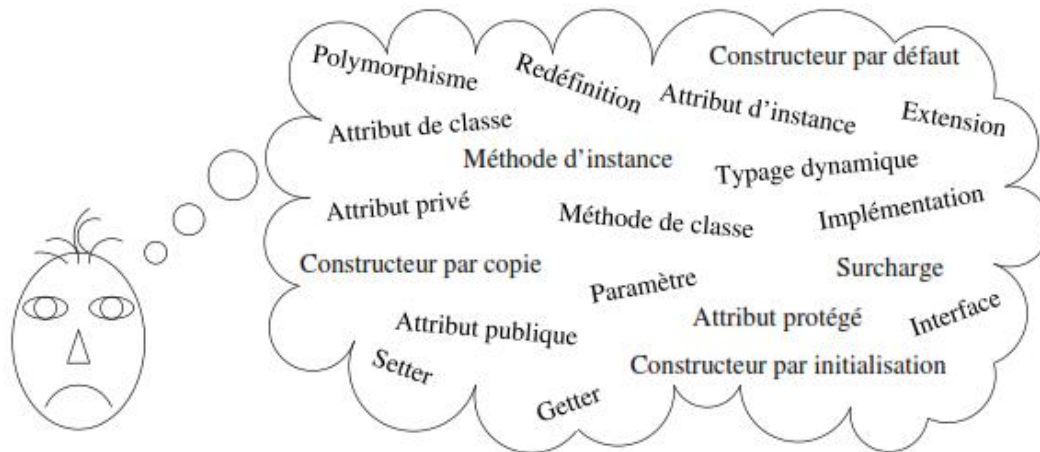 Polymorphisme
Redéfinition
Constructeur par défaut
Attribut d'instance
Extension
Attribut de classe
Méthode d'instance
Typage dynamique
Attribut privé
Méthode de classe
Implémentation
Constructeur par copie
Paramètre
Surcharge
Attribut publique
Attribut protégé
Interface
Setter
Getter
Constructeur par initialisation